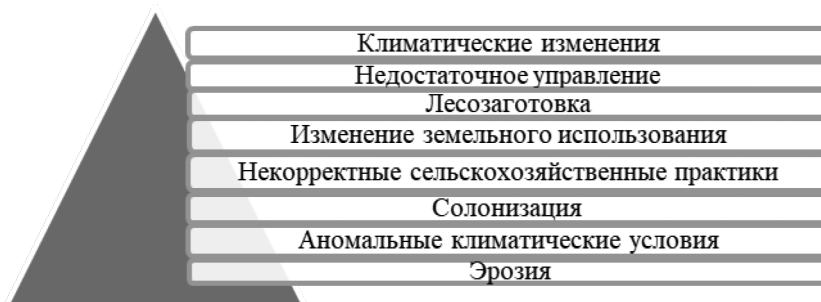 Климатические изменения
Недостаточное управление
Лесозаготовка
Изменение земельного использования
Некорректные сельскохозяйственные практики
Солонизация
Аномальные климатические условия
Эрозия